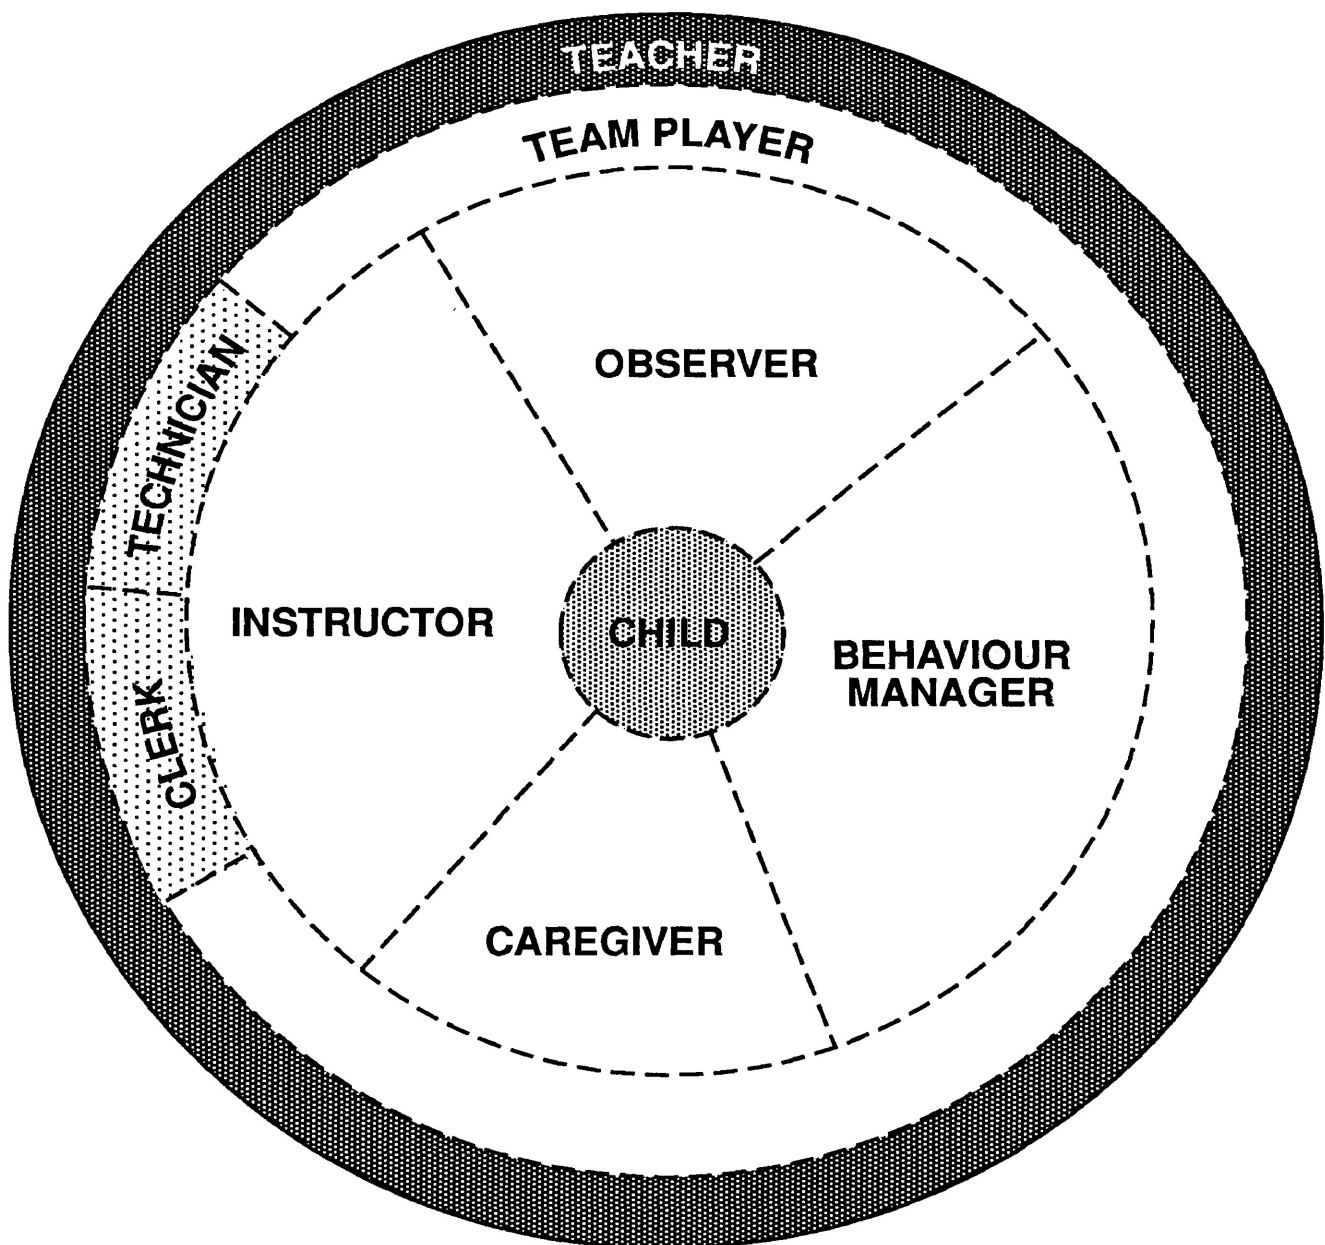 TEACHER
TEAM PLAYER
OBSERVER
TECHNICIAN
INSTRUCTOR
CHILD
BEHAVIOUR
MANAGER
CLERK
CAREGIVER